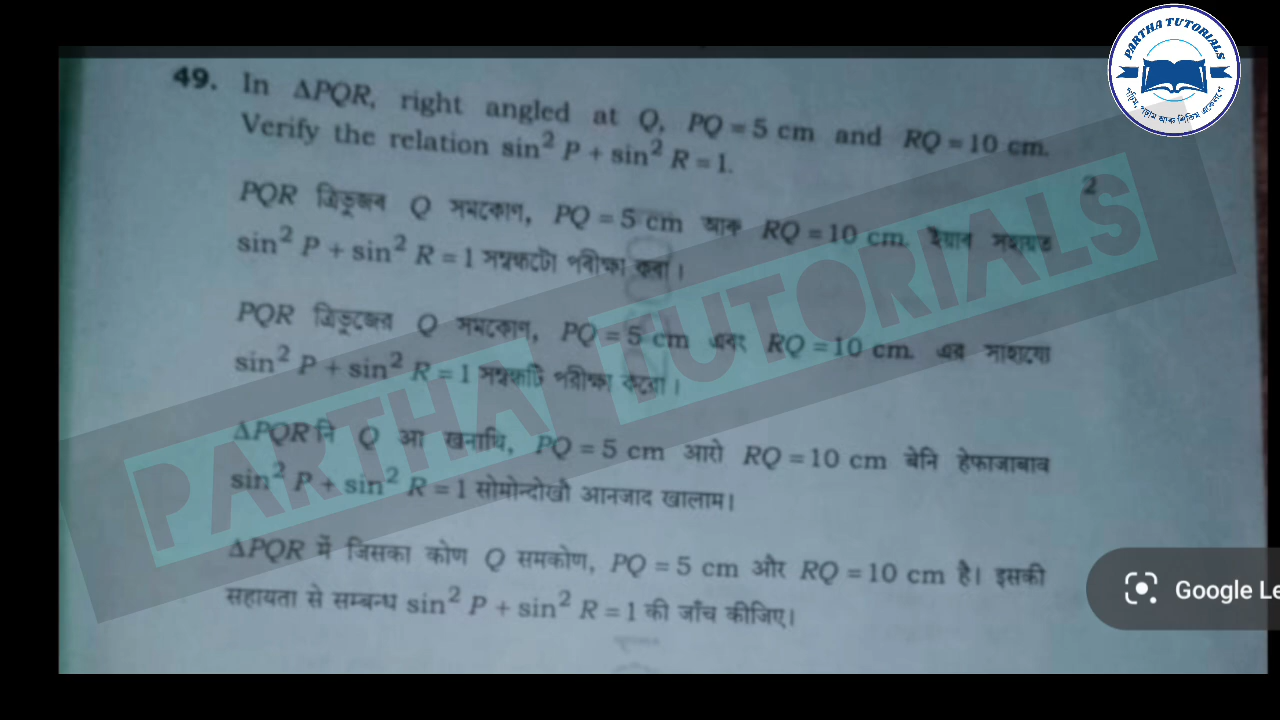 PARTHA TUTORIALS
49. In ΔPQR, right angled at Q, PQ = 5 cm and RQ = 10 cm.
Verify the relation sin² P + sin² R = 1.
2
PQR ত্ৰিভূজৰ Q সমকোণ, PQ = 5 cm আৰু RQ = 10 cm. ইয়াৰ সহায়ত
sin² P + sin² R = 1 সম্বন্ধটো পৰীক্ষা কৰা।
PQR ত্রিভূজের Q সমকোণ, PQ = 5 cm এবং RQ = 10 cm. এর সাহায্যে
sin² P + sin² R = 1 সম্বন্ধটি পরীক্ষা করো।
ΔPQR नि Q आ खनाथि, PQ = 5 cm आरो RQ = 10 cm बेनि हेफाजाबाव
sin² P + sin² R = 1 सोमोन्दोखौ आनजाद खालाम।
ΔPQR में जिसका कोण Q समकोण, PQ = 5 cm और RQ = 10 cm है। इसकी
सहायता से सम्बन्ध sin² P + sin² R = 1 की जाँच कीजिए।
PARTHA TUTORIALS
Google Le